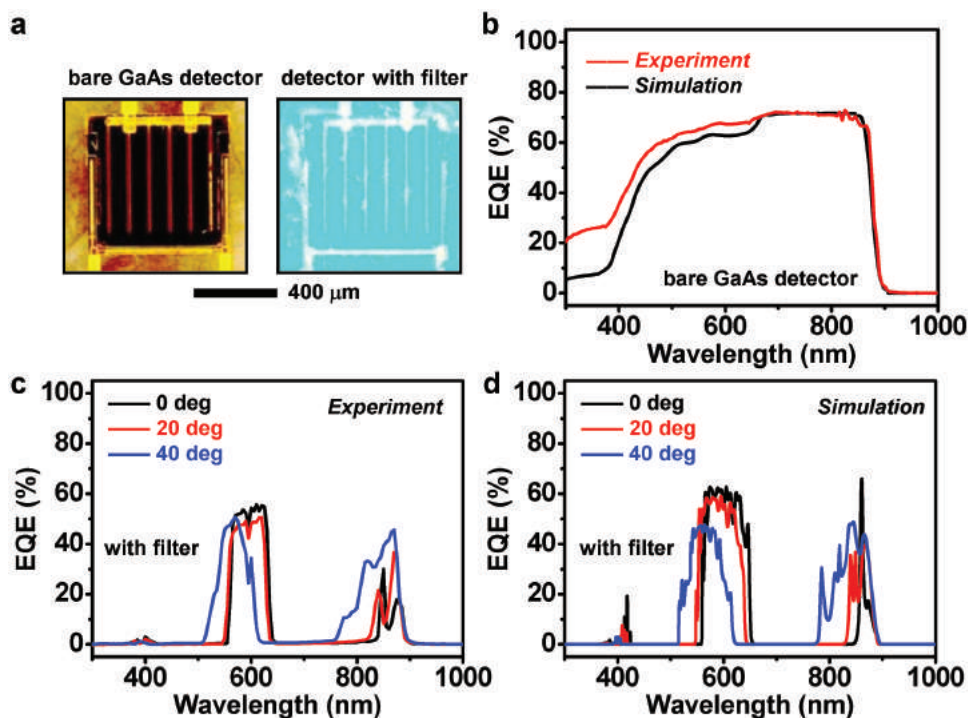 a
bare GaAs detector
detector with filter
400 μm
b
100
80
60
40
20
0
EQE (%)
Experiment
Simulation
bare GaAs detector
400 600 800 1000
Wavelength (nm)
c
100
80
60
40
20
0
EQE (%)
0 deg
20 deg
40 deg
Experiment
with filter
400 600 800 1000
Wavelength (nm)
d
100
80
60
40
20
0
EQE (%)
0 deg
20 deg
40 deg
Simulation
with filter
400 600 800 1000
Wavelength (nm)